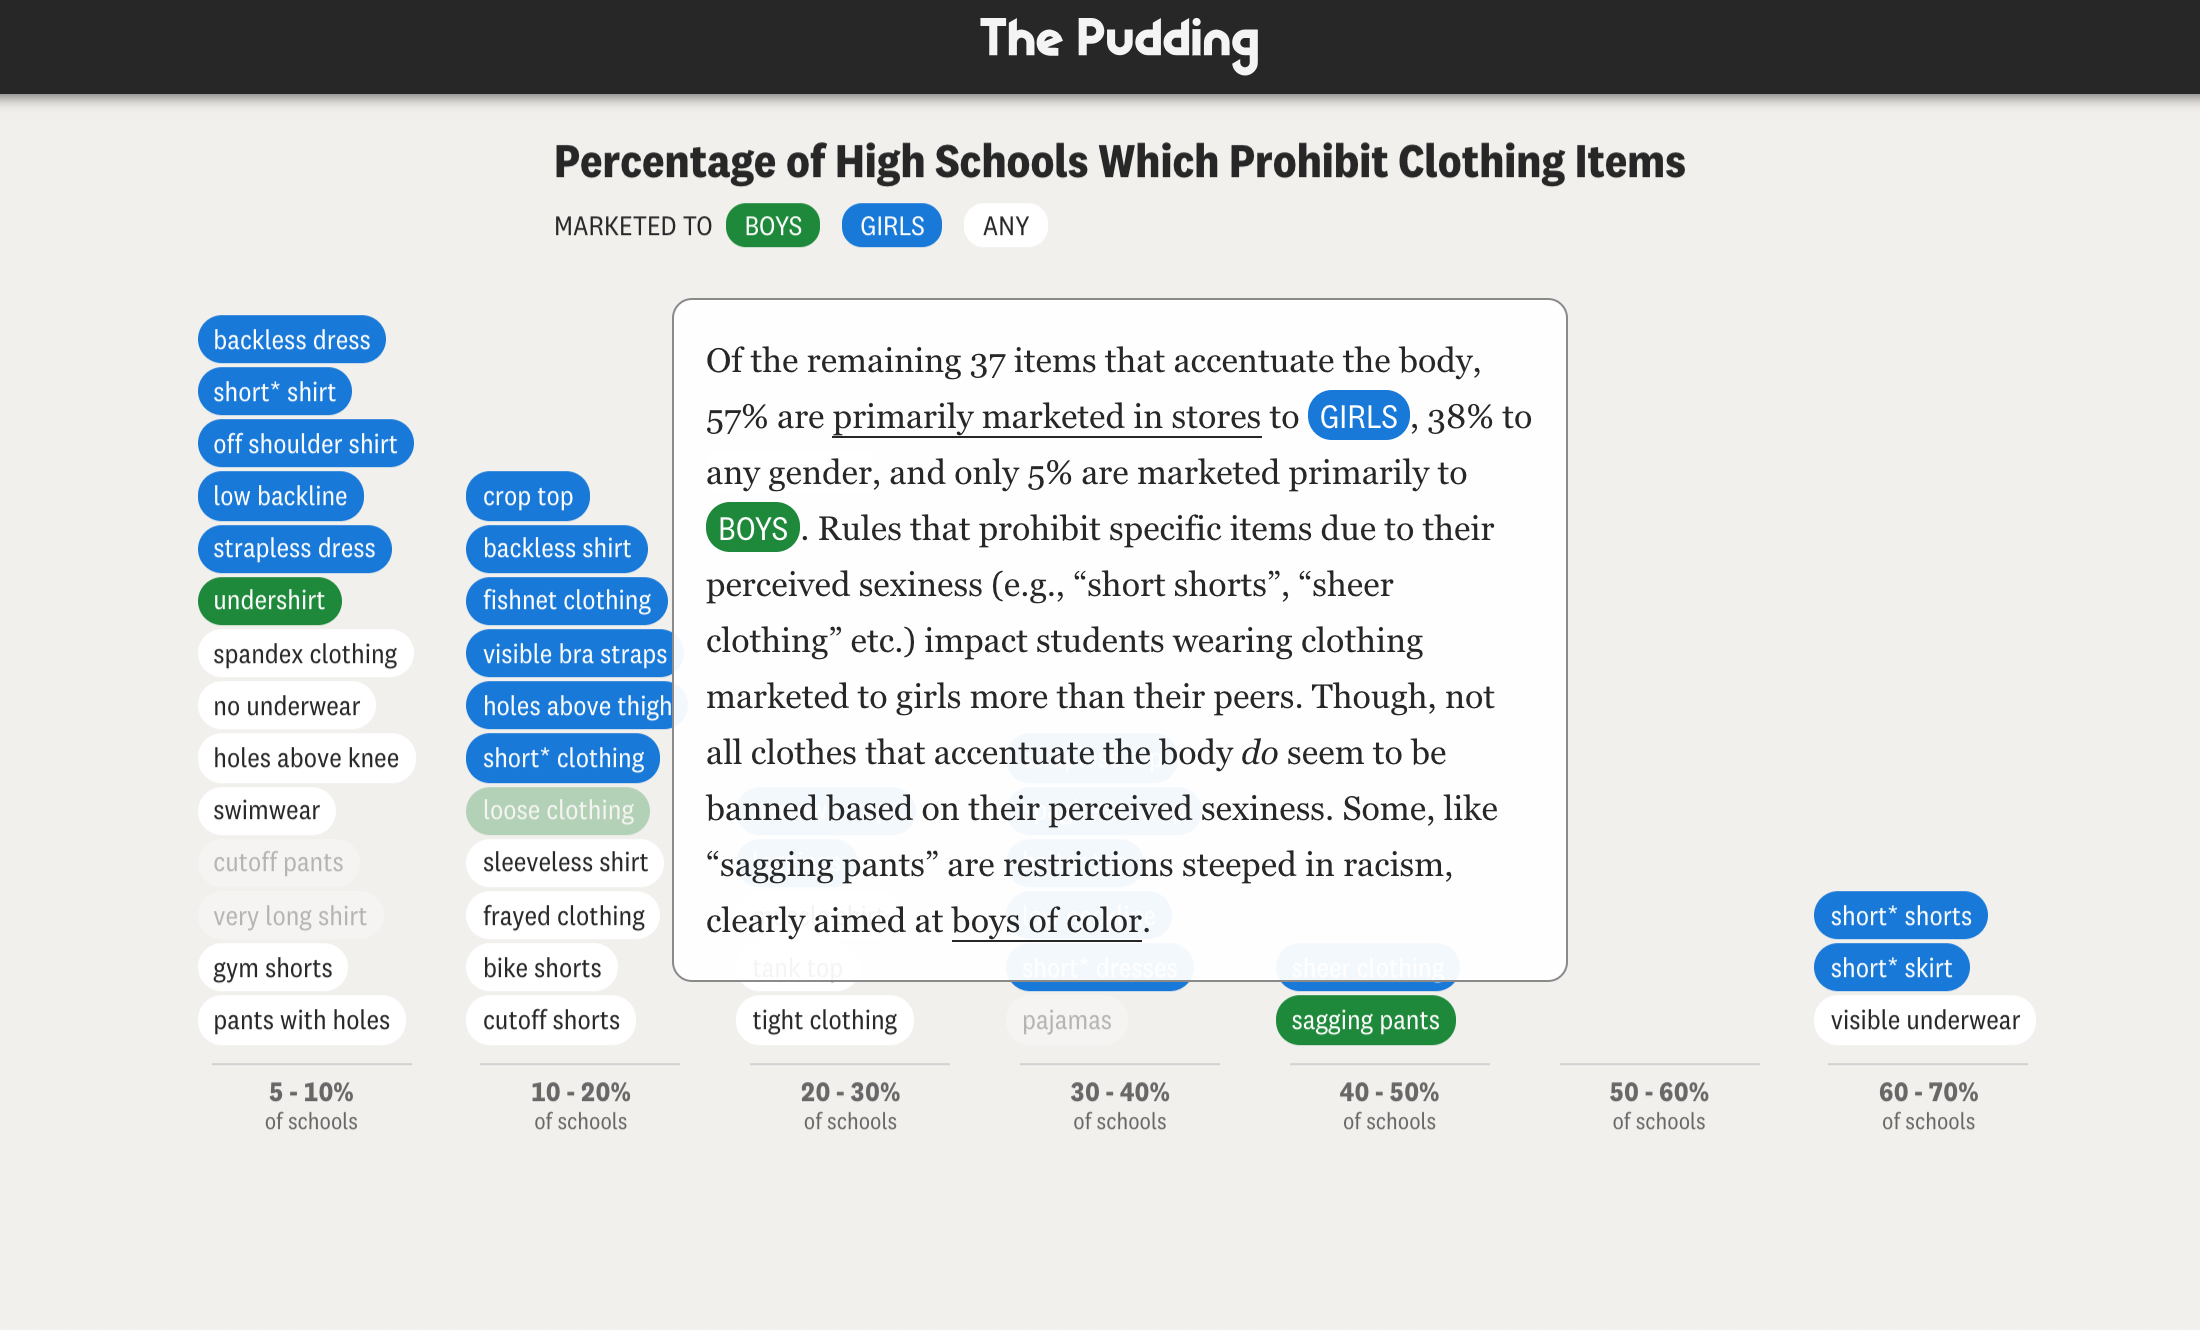 The Pudding
Percentage of High Schools Which Prohibit Clothing Items
MARKETED TO BOYS GIRLS ANY
backless dress
short* shirt
off shoulder shirt
low backline
strapless dress
undershirt
spandex clothing
no underwear
holes above knee
swimwear
cutoff pants
very long shirt
gym shorts
pants with holes
5 - 10%
of schools
crop top
backless shirt
fishnet clothing
visible bra straps
holes above thigh
short* clothing
loose clothing
sleeveless shirt
frayed clothing
bike shorts
cutoff shorts
10 - 20%
of schools
Of the remaining 37 items that accentuate the body,
57% are primarily marketed in stores to GIRLS, 38% to
any gender, and only 5% are marketed primarily to
BOYS. Rules that prohibit specific items due to their
perceived sexiness (e.g., “short shorts”, “sheer
clothing” etc.) impact students wearing clothing
marketed to girls more than their peers. Though, not
all clothes that accentuate the body do seem to be
banned based on their perceived sexiness. Some, like
“sagging pants” are restrictions steeped in racism,
clearly aimed at boys of color.
tank top
tight clothing
20 - 30%
of schools
short* dresses
pajamas
30 - 40%
of schools
sheer clothing
sagging pants
40 - 50%
of schools
50 - 60%
of schools
short* shorts
short* skirt
visible underwear
60 - 70%
of schools